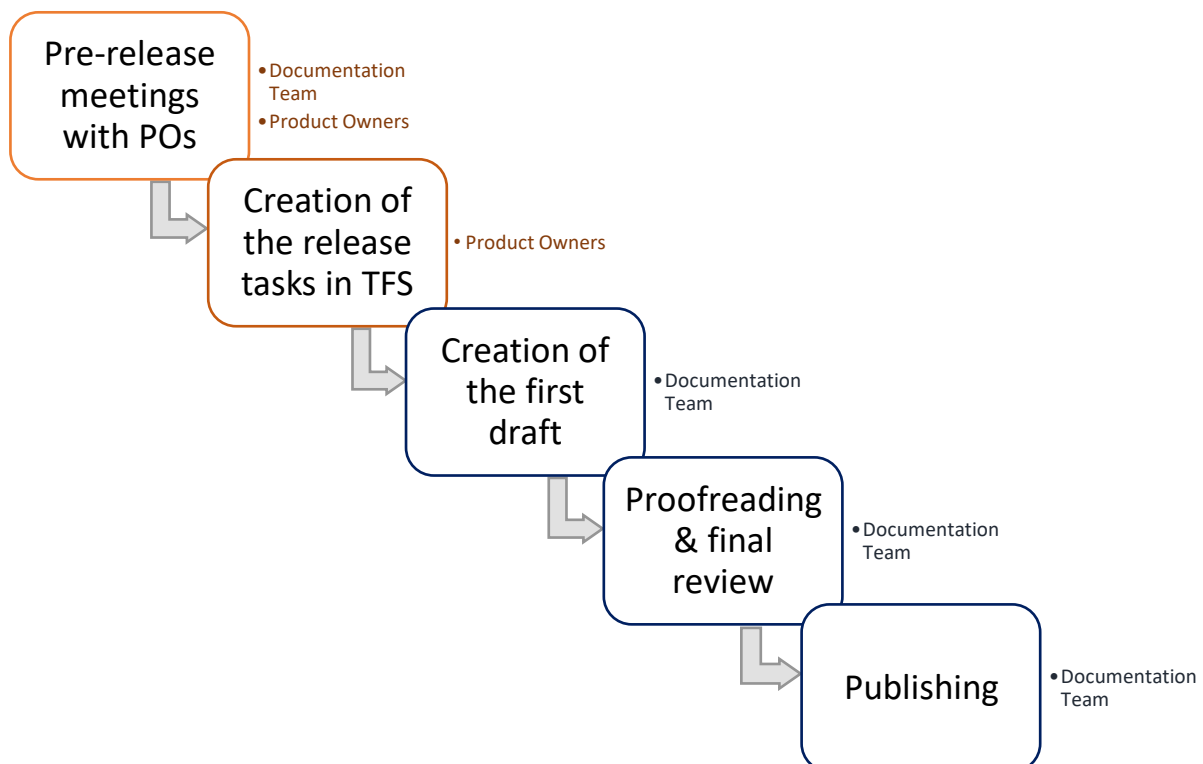 Pre-release
meetings
with POs
•Documentation
Team
•Product Owners
Creation of
the release
tasks in TFS
• Product Owners
Creation of
the first
draft
•Documentation
Team
Proofreading
& final
review
•Documentation
Team
Publishing
•Documentation
Team